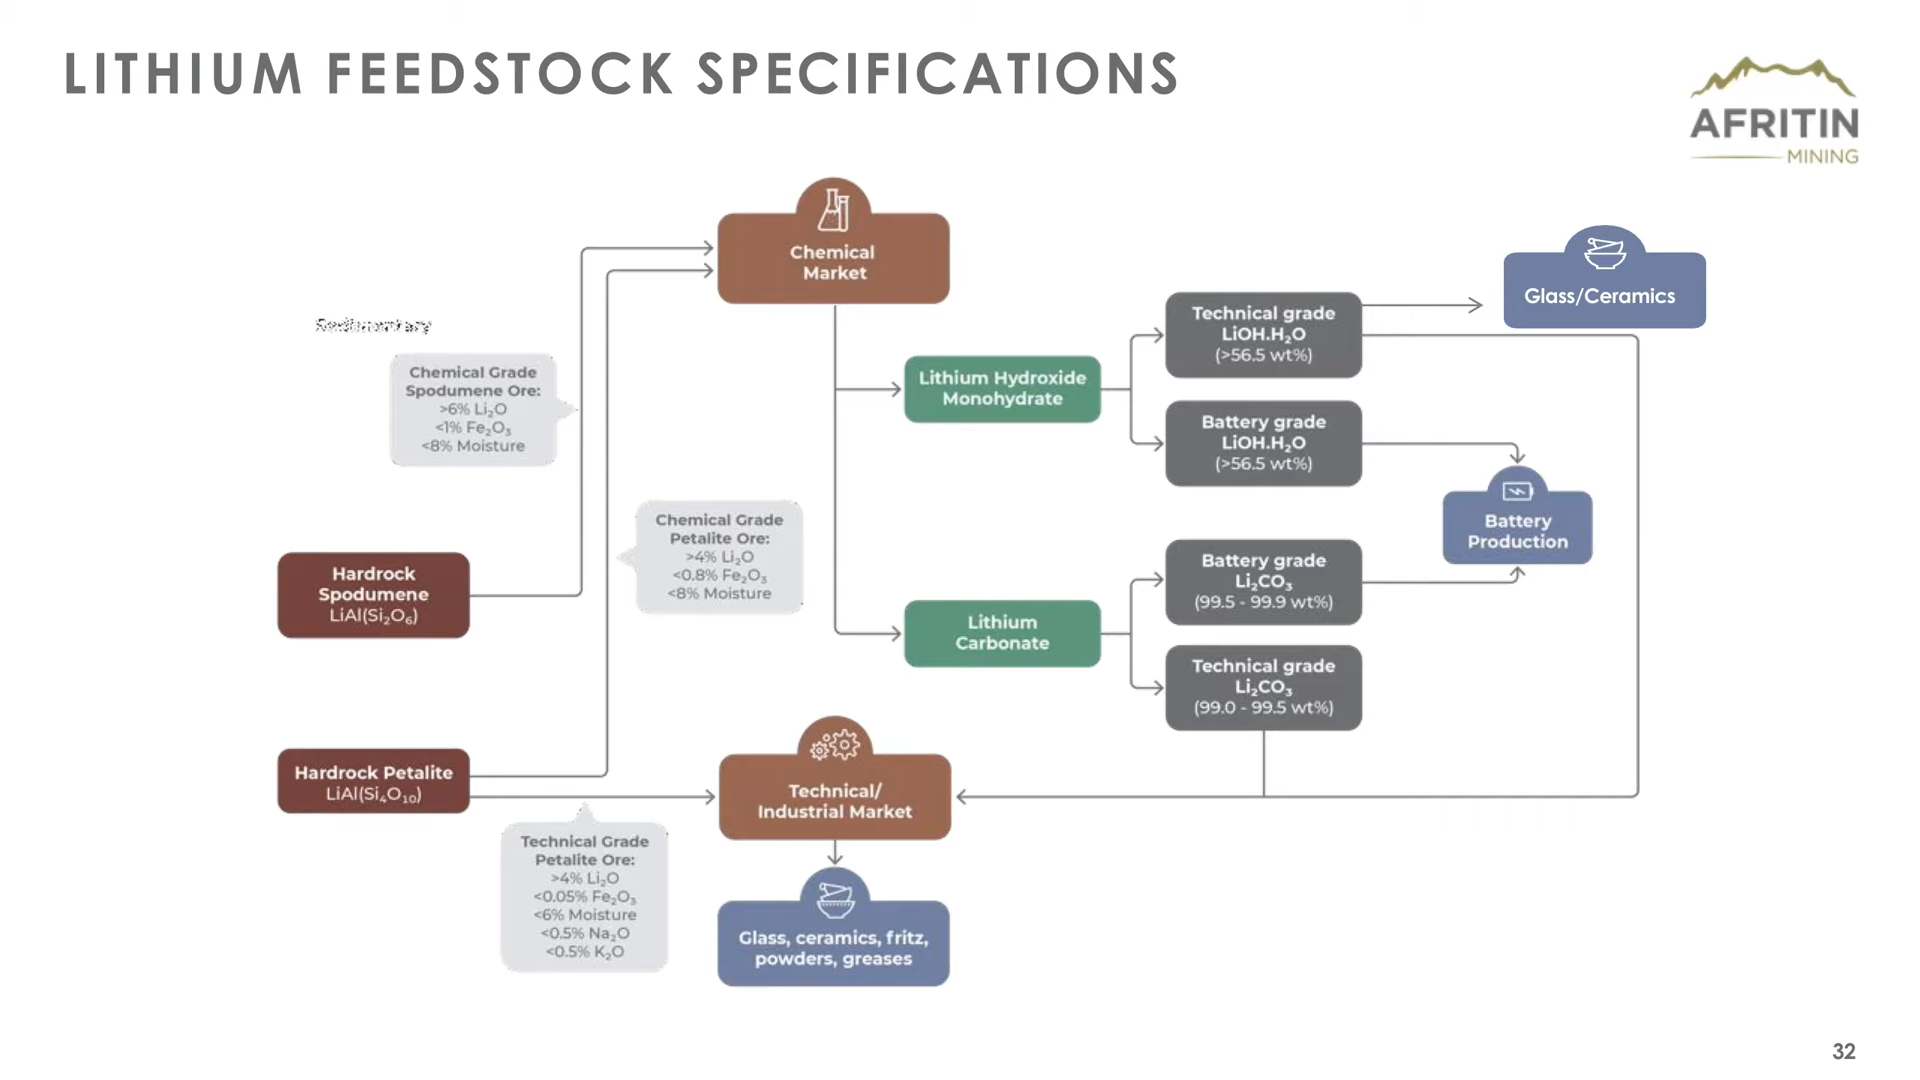 LITHIUM FEEDSTOCK SPECIFICATIONS
AFRITIN
MINING
Chemical
Market
Glass/Ceramics
Technical grade
LiOH.H₂O
(>56.5 wt%)
Chemical Grade
Spodumene Ore:
>6% Li₂O
<1% Fe₂O₃
<8% Moisture
Lithium Hydroxide
Monohydrate
Battery grade
LiOH.H₂O
(>56.5 wt%)
Battery
Production
Chemical Grade
Petalite Ore:
>4% Li₂O
<0.8% Fe₂O₃
<8% Moisture
Hardrock
Spodumene
LiAl(Si₂O₆)
Battery grade
Li₂CO₃
(99.5 - 99.9 wt%)
Lithium
Carbonate
Technical grade
Li₂CO₃
(99.0 - 99.5 wt%)
Hardrock Petalite
LiAl(Si₄O₁₀)
Technical/
Industrial Market
Technical Grade
Petalite Ore:
>4% Li₂O
<0.05% Fe₂O₃
<6% Moisture
<0.5% Na₂O
<0.5% K₂O
Glass, ceramics, fritz,
powders, greases
32